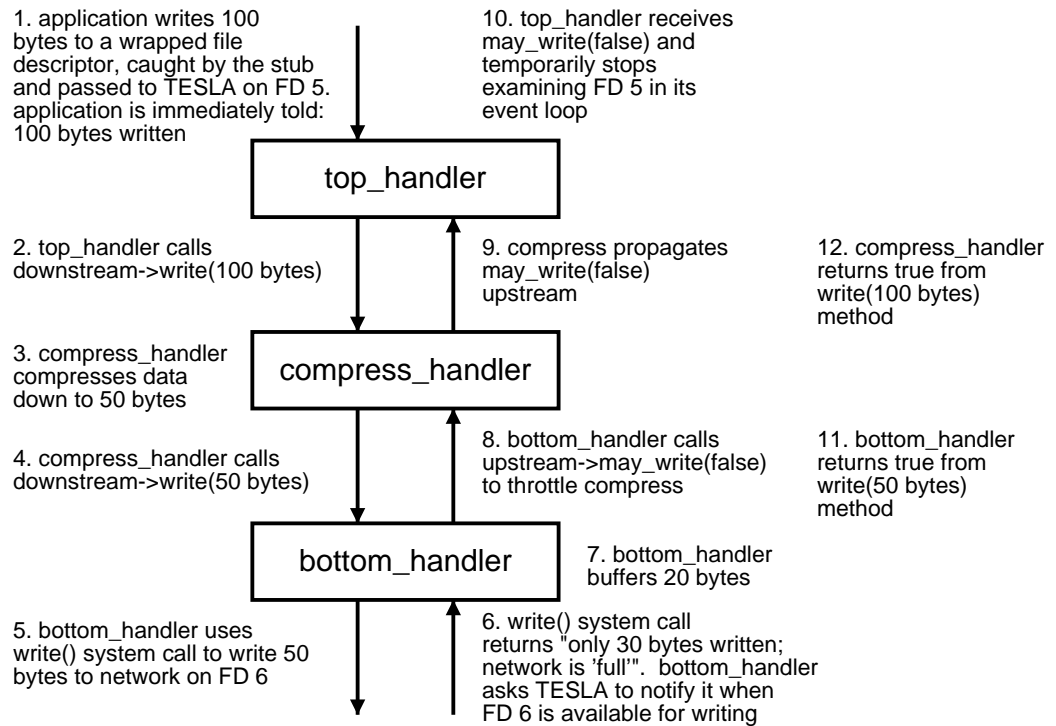 1. application writes 100
bytes to a wrapped file
descriptor, caught by the stub
and passed to TESLA on FD 5.
application is immediately told:
100 bytes written
10. top_handler receives
may_write(false) and
temporarily stops
examining FD 5 in its
event loop
top_handler
2. top_handler calls
downstream->write(100 bytes)
9. compress propagates
may_write(false)
upstream
12. compress_handler
returns true from
write(100 bytes)
method
3. compress_handler
compresses data
down to 50 bytes
compress_handler
4. compress_handler calls
downstream->write(50 bytes)
8. bottom_handler calls
upstream->may_write(false)
to throttle compress
11. bottom_handler
returns true from
write(50 bytes)
method
bottom_handler
7. bottom_handler
buffers 20 bytes
5. bottom_handler uses
write() system call to write 50
bytes to network on FD 6
6. write() system call
returns "only 30 bytes written;
network is ’full’".  bottom_handler
asks TESLA to notify it when
FD 6 is available for writing